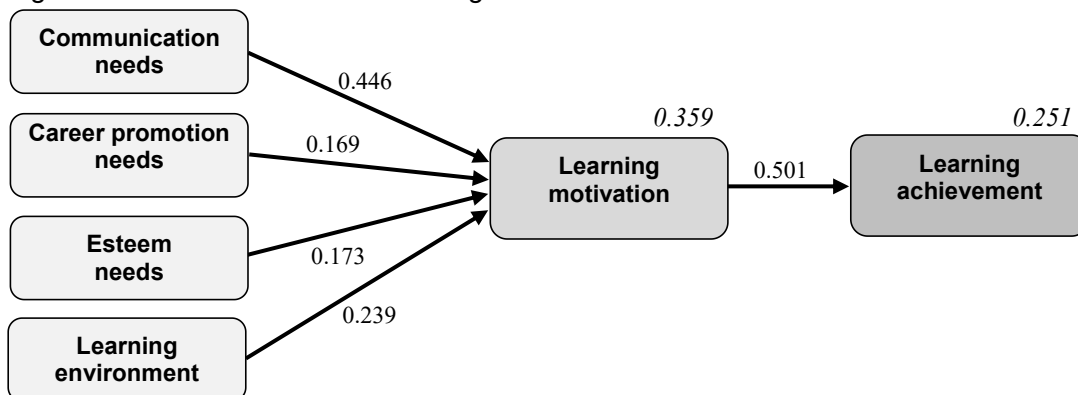 Communication
needs
0.446
Career promotion
needs
0.169
Esteem
needs
0.173
Learning
environment
0.239
0.359
Learning
motivation
0.501
0.251
Learning
achievement